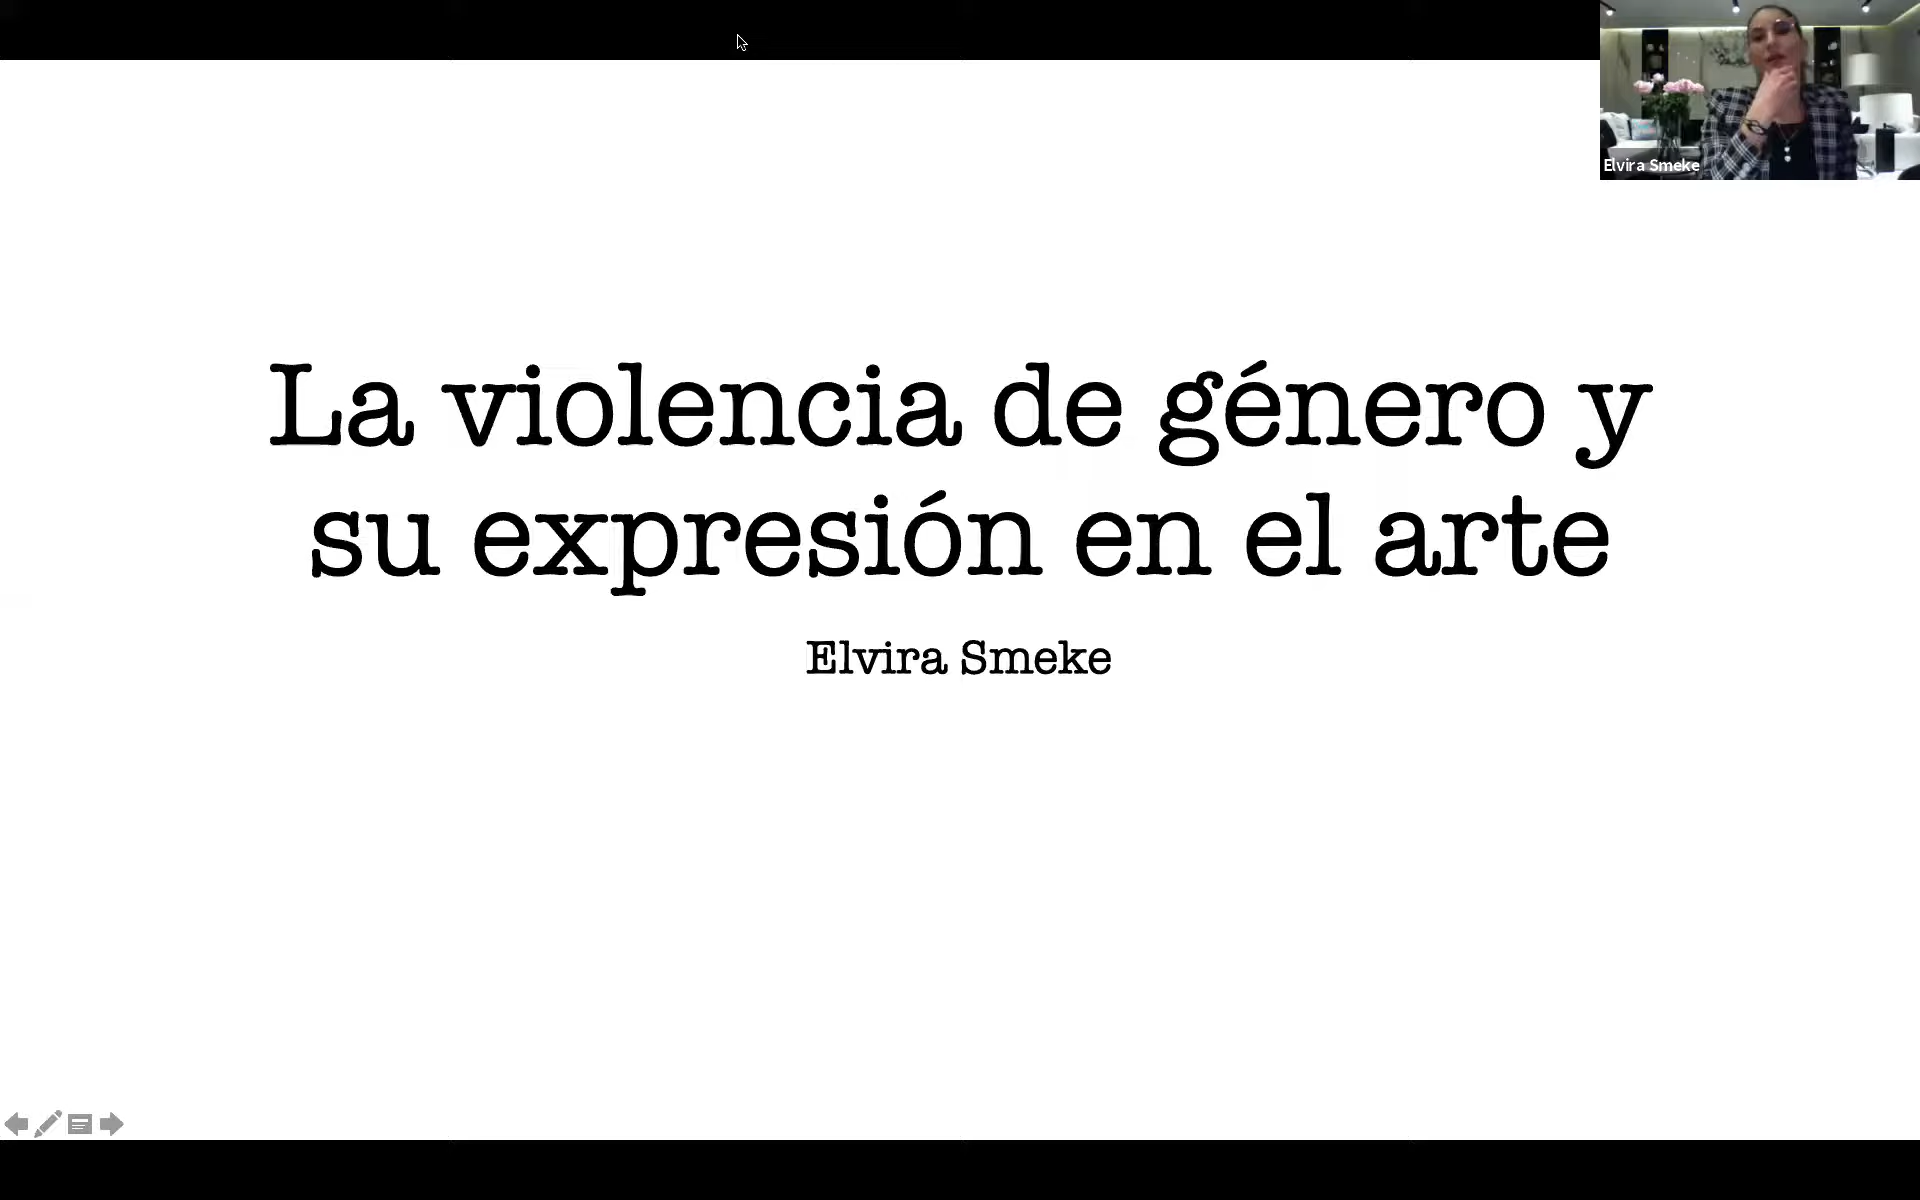 Elvira Smeke
La violencia de género y
su expresión en el arte
Elvira Smeke